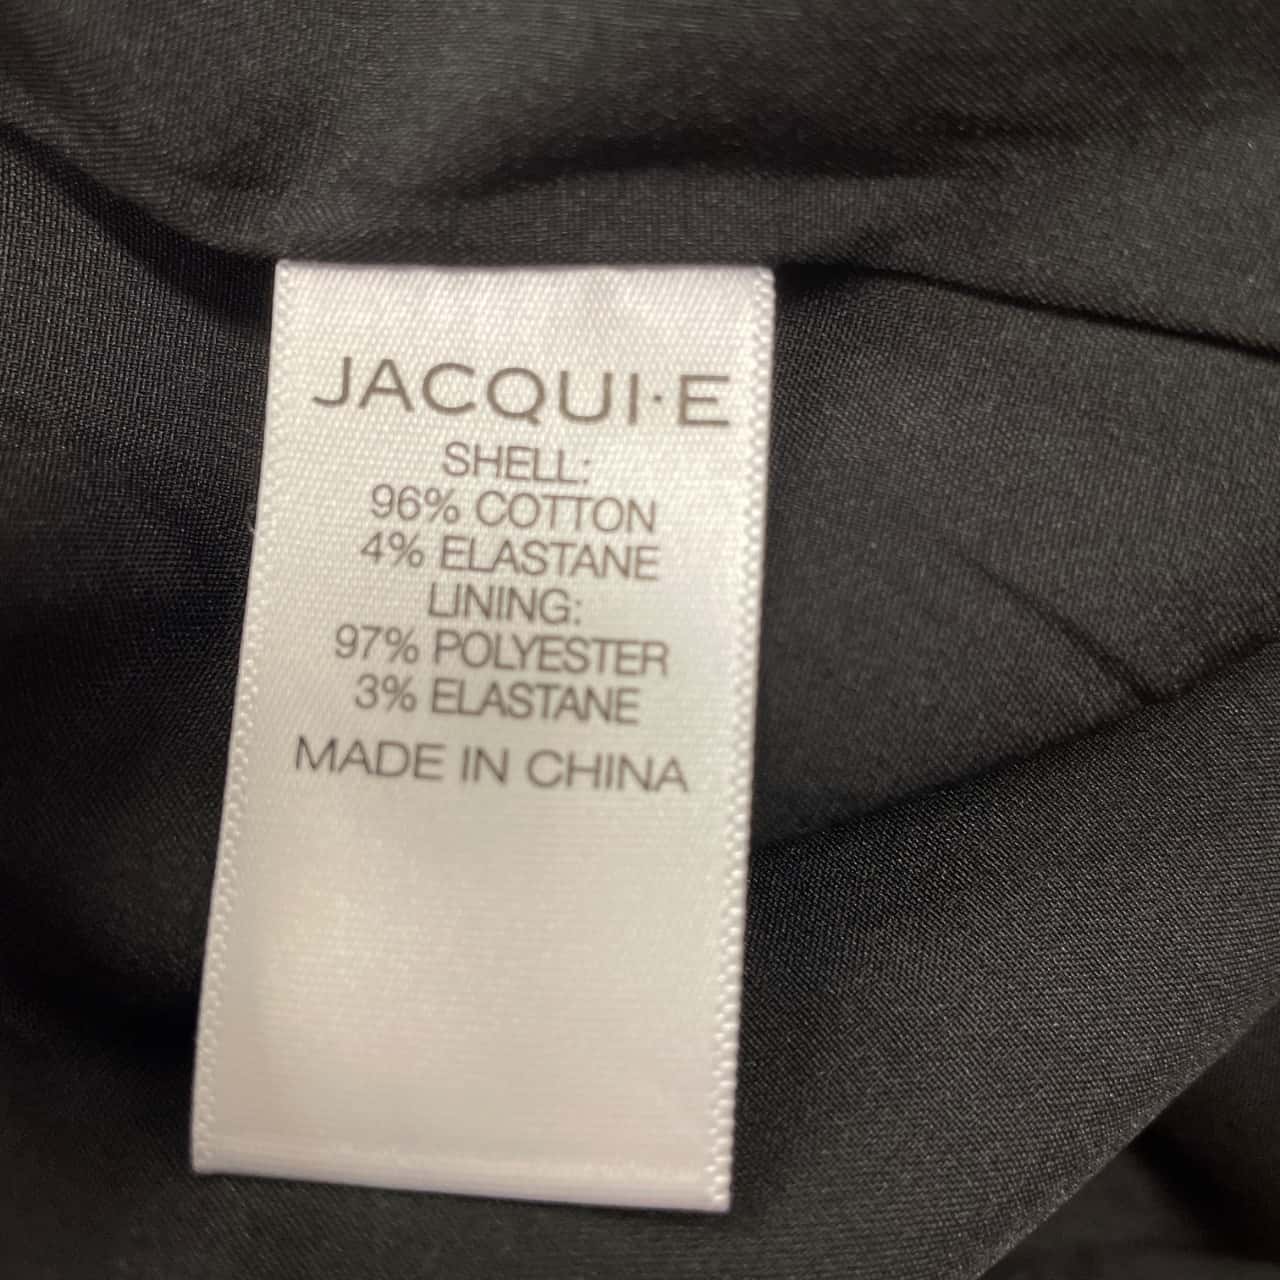 JACQUI·E
SHELL:
96% COTTON
4% ELASTANE
LINING:
97% POLYESTER
3% ELASTANE
MADE IN CHINA